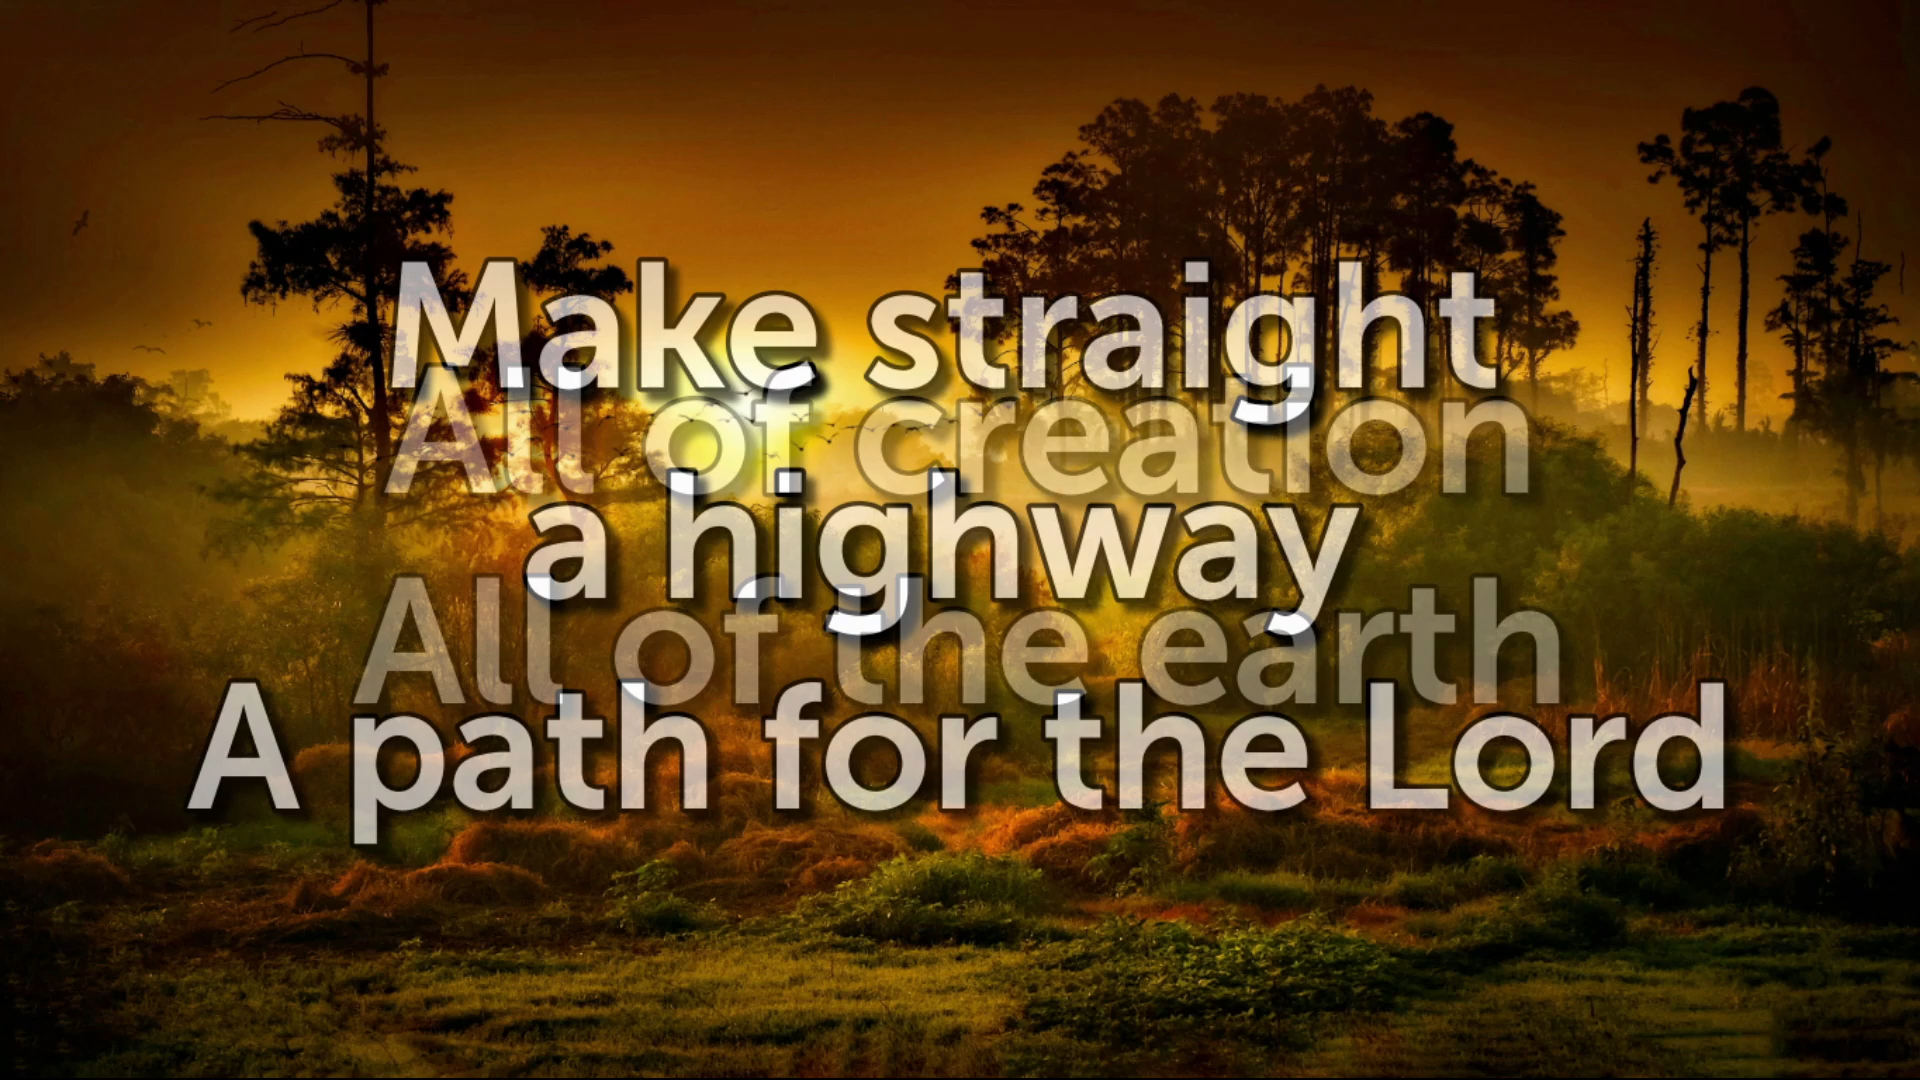 Make straight
All of creation
a highway
All of the earth
A path for the Lord